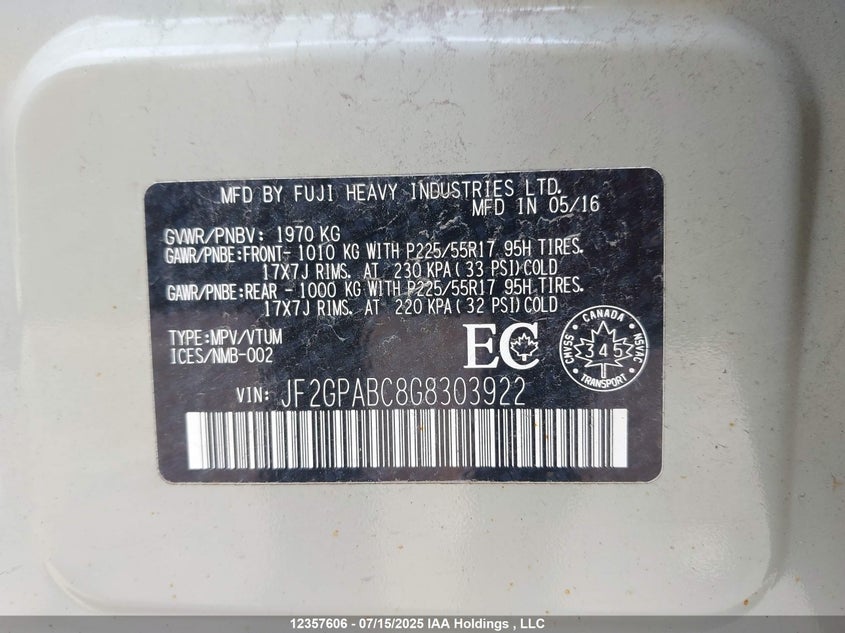 MFD BY FUJI HEAVY INDUSTRIES LTD.
MFD IN 05/16
GVWR/PNBV: 1970 KG
GAWR/PNBE:FRONT- 1010 KG WITH P225/55R17 95H TIRES.
17X7J RIMS. AT 230 KPA(33 PSI)COLD
GAWR/PNBE:REAR - 1000 KG WITH P225/55R17 95H TIRES.
17X7J RIMS. AT 220 KPA(32 PSI)COLD
TYPE:MPV/VTUM
ICES/NMB-002
EC
CANADA
CMVSS 345 NSVAC
TRANSPORT
VIN: JF2GPABC8G8303922
12357606 - 07/15/2025 IAA Holdings , LLC